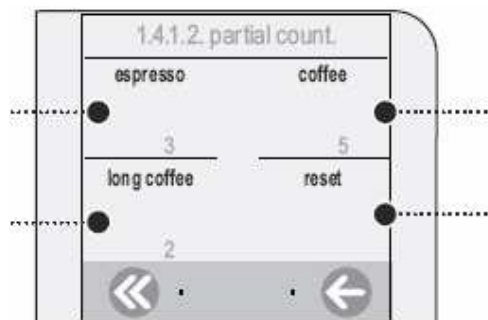 1.4.1.2. partial count.
espresso coffee
3 5
long coffee reset
2